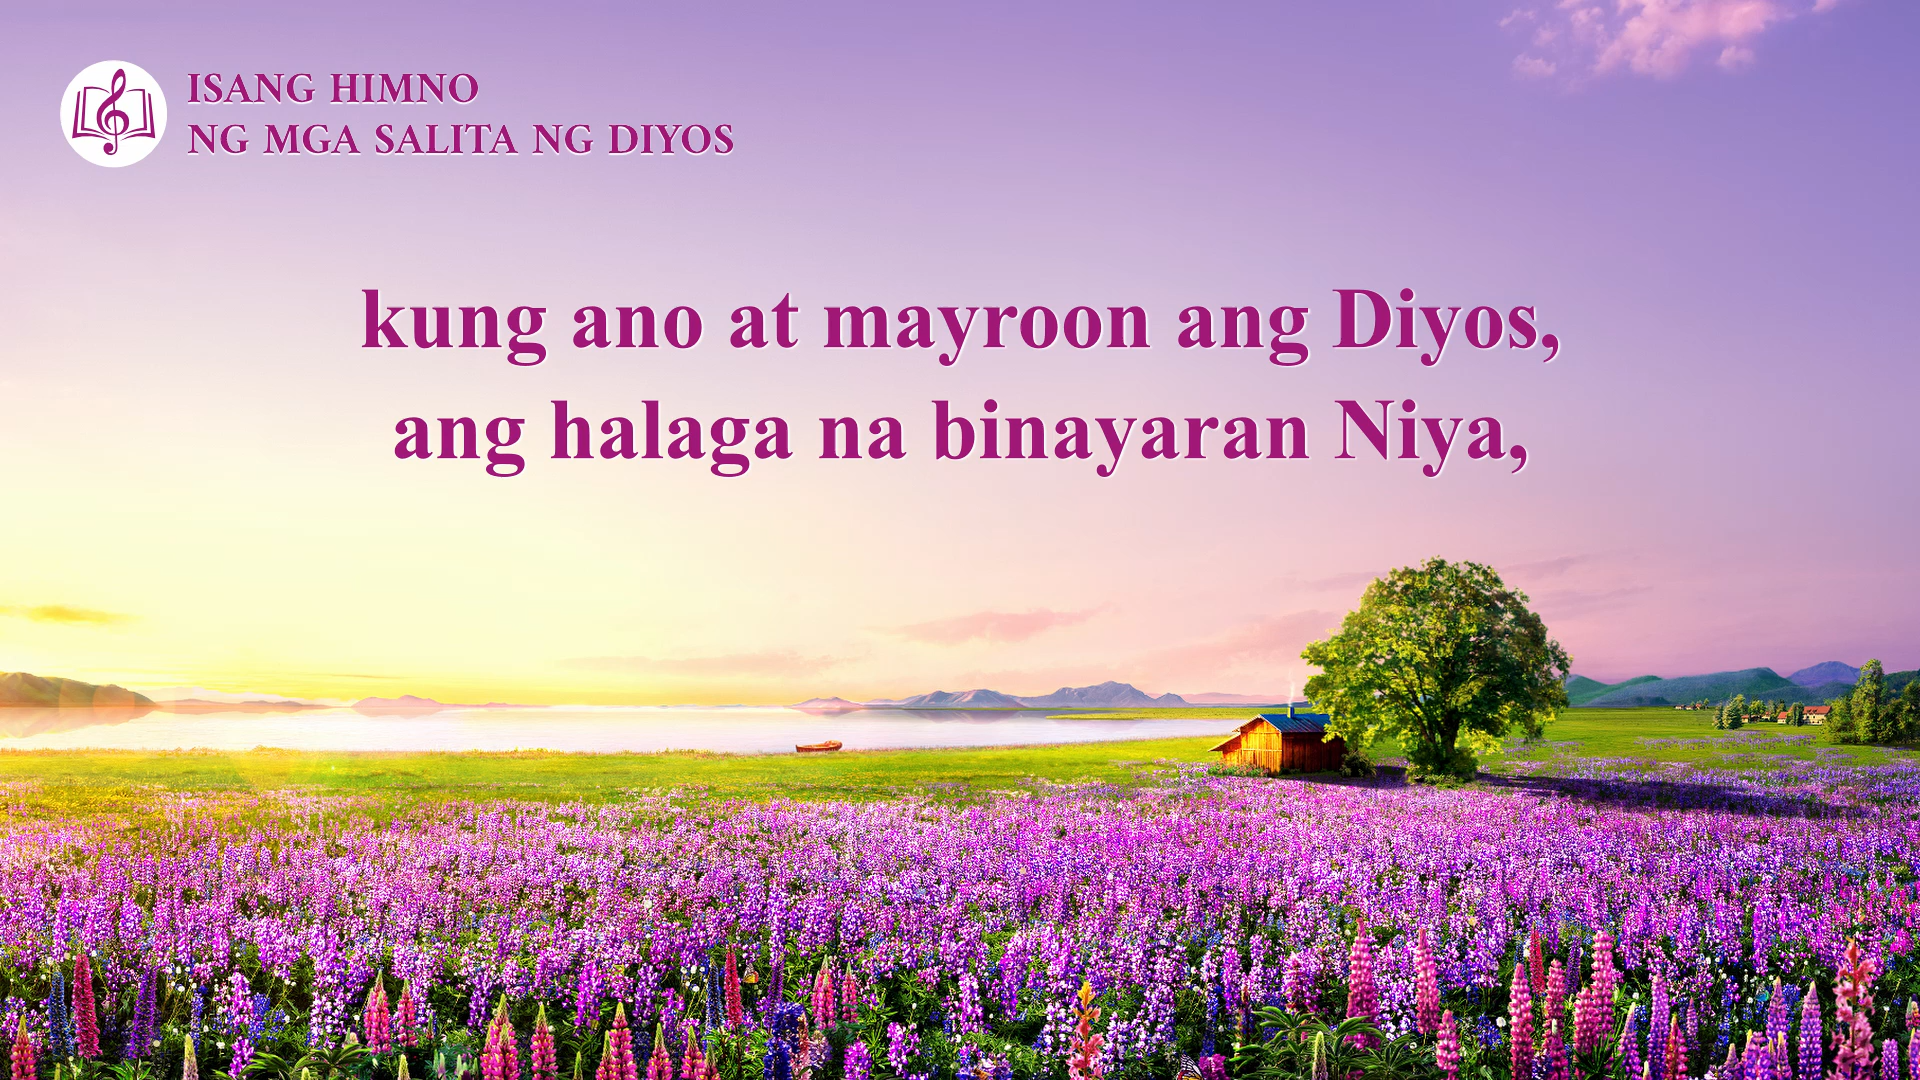 ISANG HIMNO
NG MGA SALITA NG DIYOS
kung ano at mayroon ang Diyos,
ang halaga na binayaran Niya,